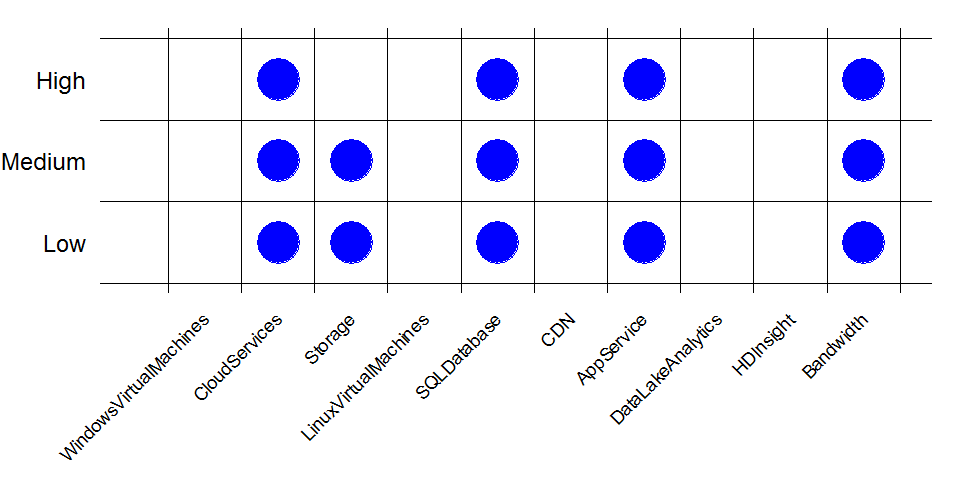 High
Medium
Low
WindowsVirtualMachines
CloudServices
Storage
LinuxVirtualMachines
SQLDatabase
CDN
AppService
DataLakeAnalytics
HDInsight
Bandwidth